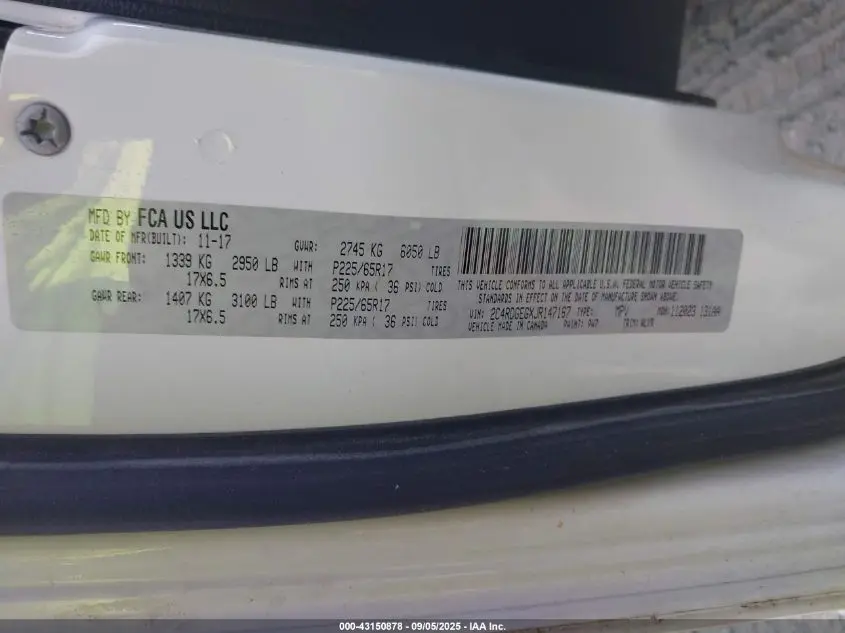 MFD BY FCA US LLC
DATE OF MFR(BUILT): 11-17 GVWR: 2745 KG 6050 LB
GAWR FRONT: 1339 KG 2950 LB WITH P225/65R17 TIRES
17X6.5 RIMS AT 250 KPA ( 36 PSI) COLD
GAWR REAR: 1407 KG 3100 LB WITH P225/65R17 TIRES
17X6.5 RIMS AT 250 KPA ( 36 PSI) COLD
THIS VEHICLE CONFORMS TO ALL APPLICABLE U.S.A. FEDERAL MOTOR VEHICLE SAFETY
STANDARDS IN EFFECT ON THE DATE OF MANUFACTURE SHOWN ABOVE.
VIN: 2C4RDGEGXJR147197 TYPE: MPV MDH:
VEHICLE MADE IN CANADA PAINT: PW7 TRIM:
000-43150878 - 09/05/2025 - IAA Inc.